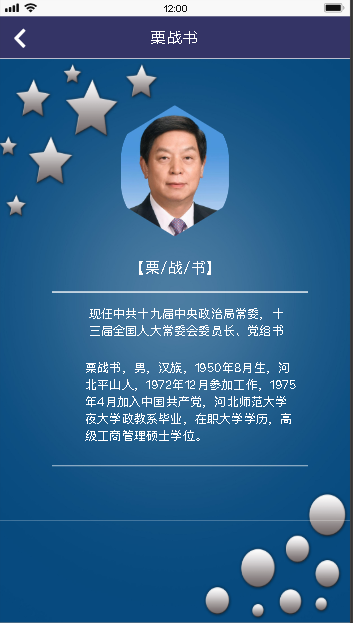 12:00
栗战书
【栗/战/书】
现任中共十九届中央政治局常委，十
三届全国人大常委会委员长、党组书
栗战书，男，汉族，1950年8月生，河
北平山人，1972年12月参加工作，1975
年4月加入中国共产党，河北师范大学
夜大学政教系毕业，在职大学学历，高
级工商管理硕士学位。